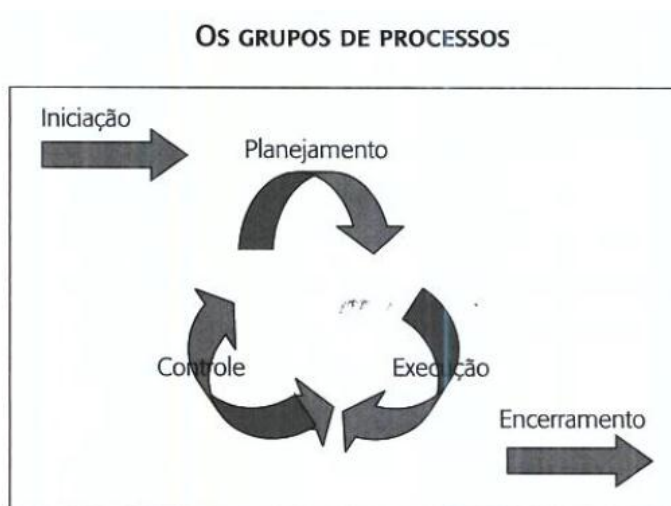 OS GRUPOS DE PROCESSOS
Iniciação
Planejamento
Controle
Execução
Encerramento